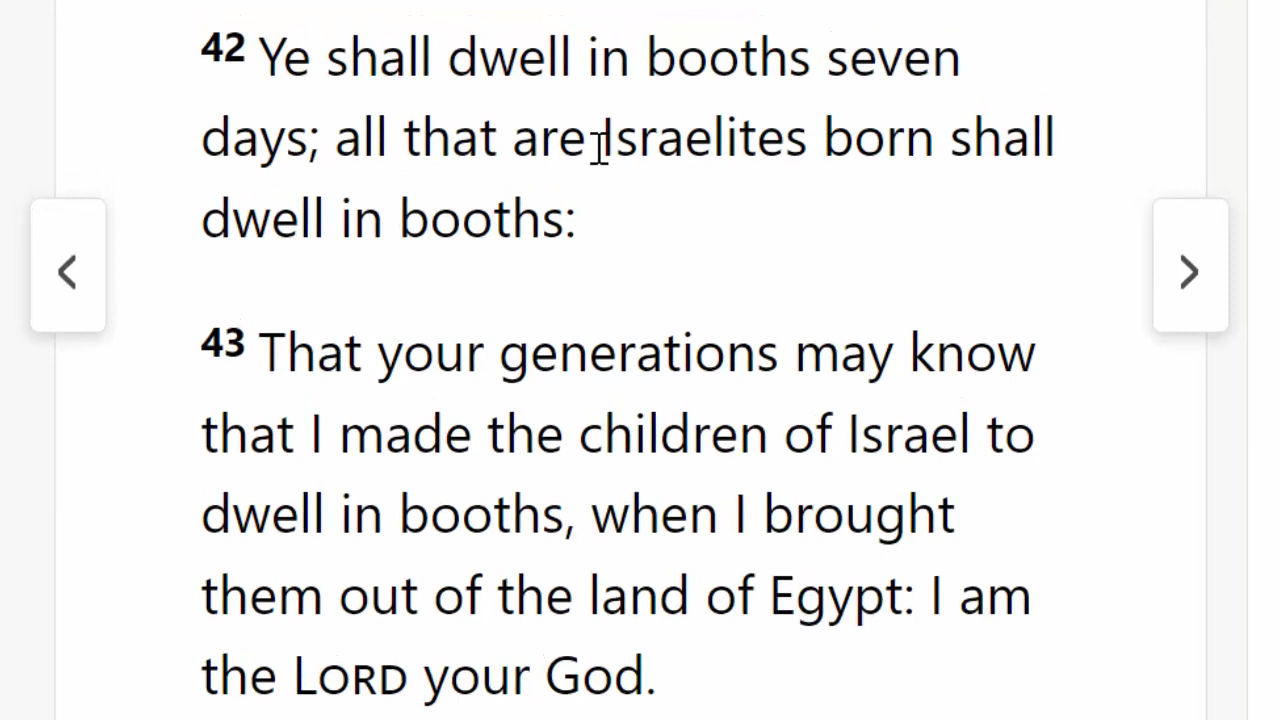 42 Ye shall dwell in booths seven
days; all that are Israelites born shall
dwell in booths:
43 That your generations may know
that I made the children of Israel to
dwell in booths, when I brought
them out of the land of Egypt: I am
the LORD your God.